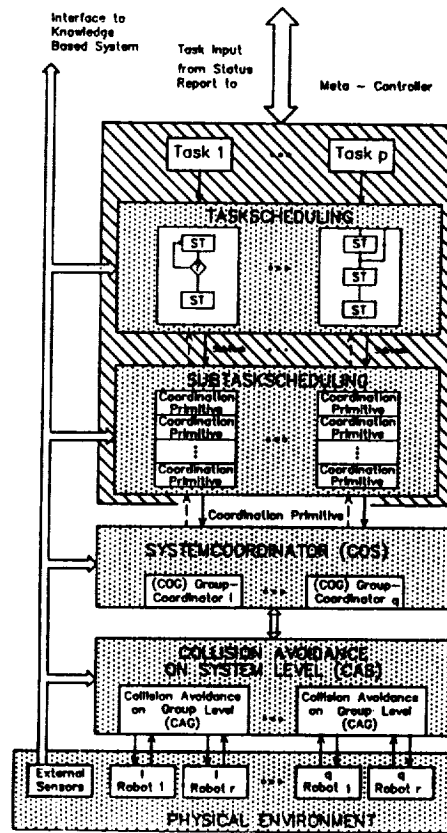 Interface to
Knowledge
Based System
Task Input
from Status
Report to
Meta ~ Controller
Task 1
Task p
TASKSCHEDULING
ST
?
ST
ST
ST
ST
Status
Status
SUBTASKSCHEDULING
Coordination
Primitive
Coordination
Primitive
Coordination
Primitive
Coordination
Primitive
Coordination
Primitive
Coordination
Primitive
Coordination Primitive
SYSTEMCOORDINATOR (COS)
(COG) Group-
Coordinator 1
(COG) Group-
Coordinator q
COLLISION AVOIDANCE
ON SYSTEM LEVEL (CAS)
Collision Avoidance
on Group Level
(CAG)
Collision Avoidance
on Group Level
(CAG)
External
Sensors
1
Robot 1
1
Robot r
q
Robot 1
q
Robot r
PHYSICAL ENVIRONMENT